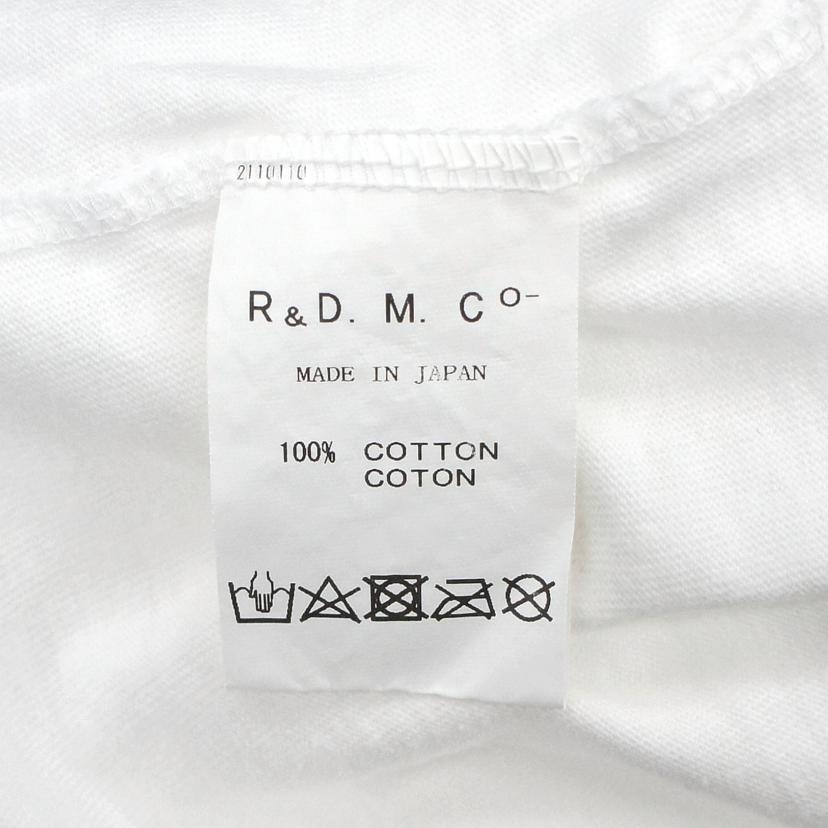 2110110
R & D. M. Co-
MADE IN JAPAN
100% COTTON
COTON